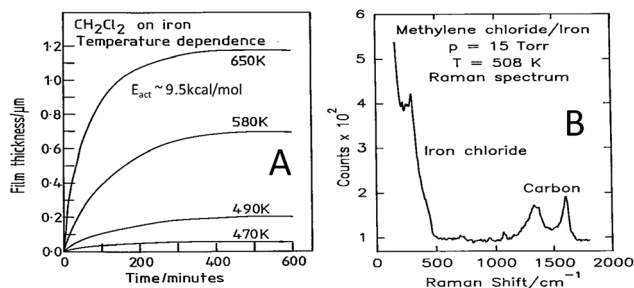 CH2Cl2 on iron
Temperature dependence
650K
Eact ~ 9.5kcal/mol
580K
A
490K
470K
Film thickness/μm
1·2
1·0
0·8
0·6
0·4
0·2
0·0
0 200 400 600
Time/minutes
Methylene chloride/Iron
p = 15 Torr
T = 508 K
Raman spectrum
B
Iron chloride
Carbon
Counts x 10²
6
5
4
3
2
1
0 500 1000 1500 2000
Raman Shift/cm⁻¹